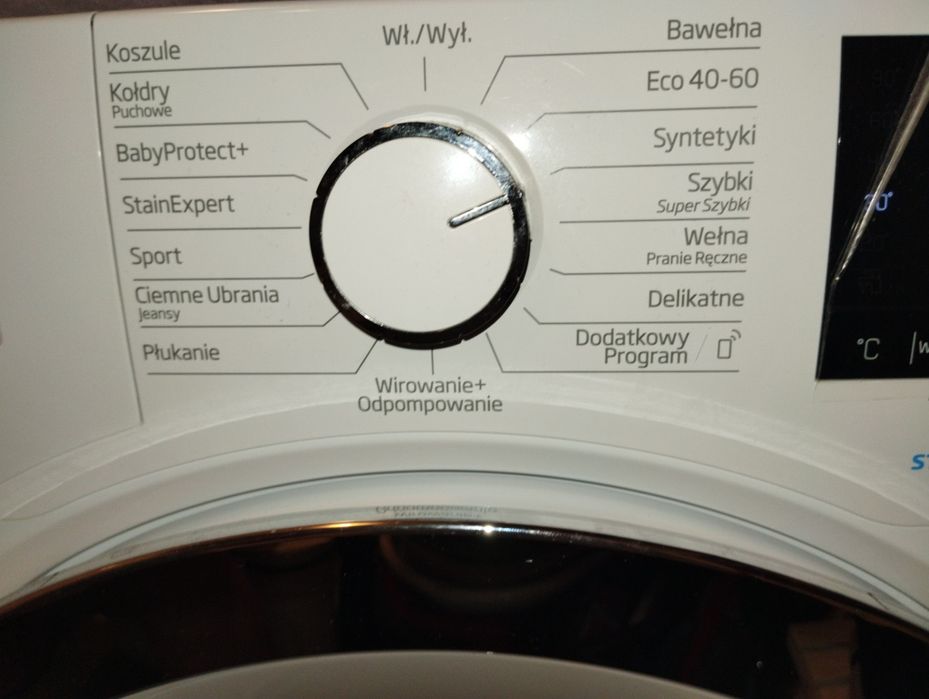 Wł./Wył.
Koszule
Kołdry
Puchowe
BabyProtect+
StainExpert
Sport
Ciemne Ubrania
Jeansy
Płukanie
Bawełna
Eco 40-60
Syntetyki
Szybki
Super Szybki
Wełna
Pranie Ręczne
Delikatne
Dodatkowy
Program
Wirowanie+
Odpompowanie
°C